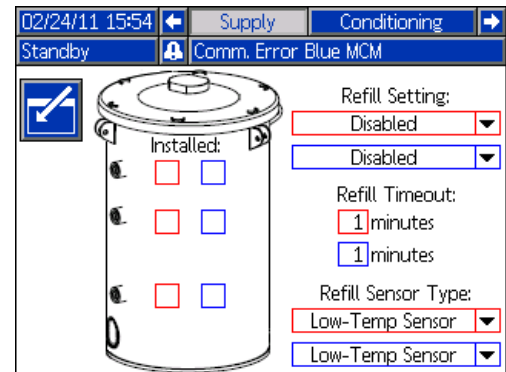 02/24/11 15:54 Supply Conditioning
Standby Comm. Error Blue MCM
Refill Setting:
Disabled
Installed:
Disabled
Refill Timeout:
1 minutes
1 minutes
Refill Sensor Type:
Low-Temp Sensor
Low-Temp Sensor